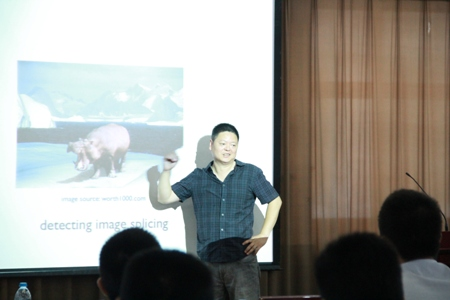 image source: worth1000.com
detecting image splicing